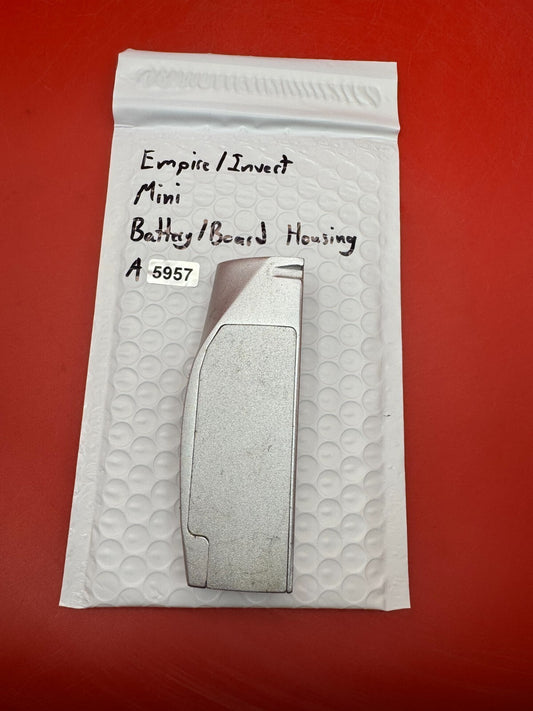 Empire/Invert
Mini
Battery/Board Housing
A 5957